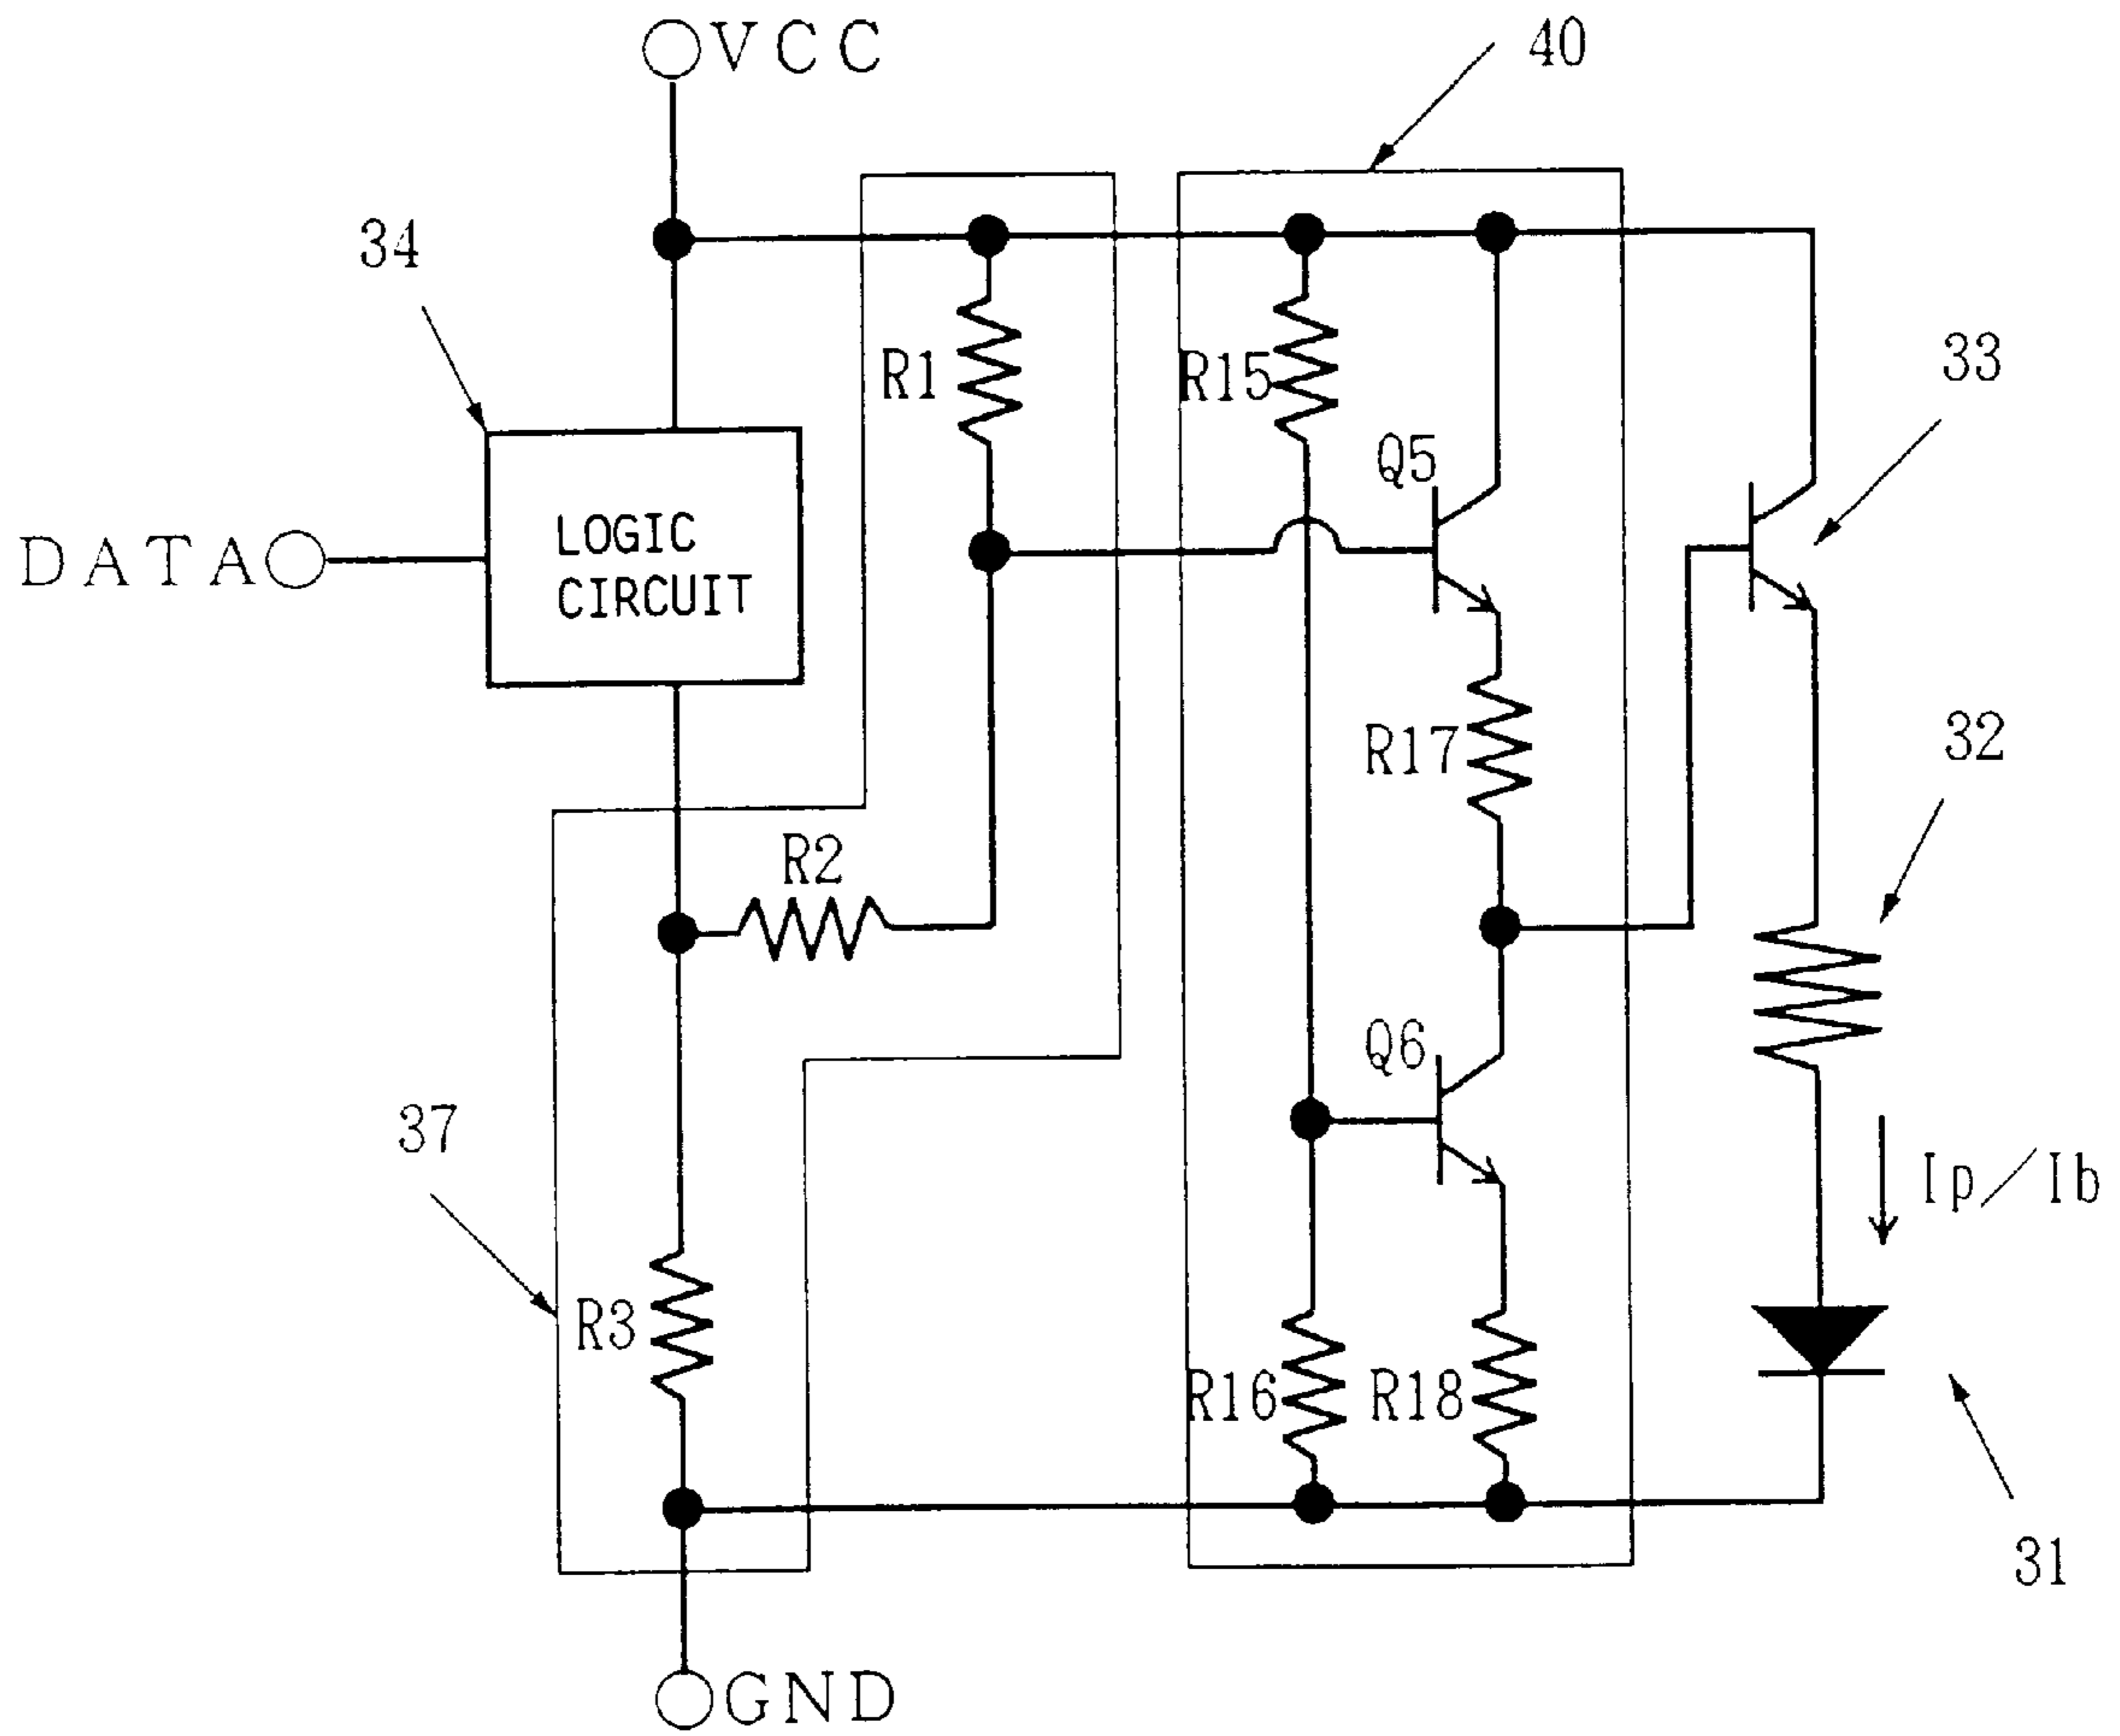 VCC
40
34
33
R1
R15
Q5
DATA
LOGIC
CIRCUIT
R17
32
R2
Q6
37
Ip/Ib
R3
R16
R18
31
GND